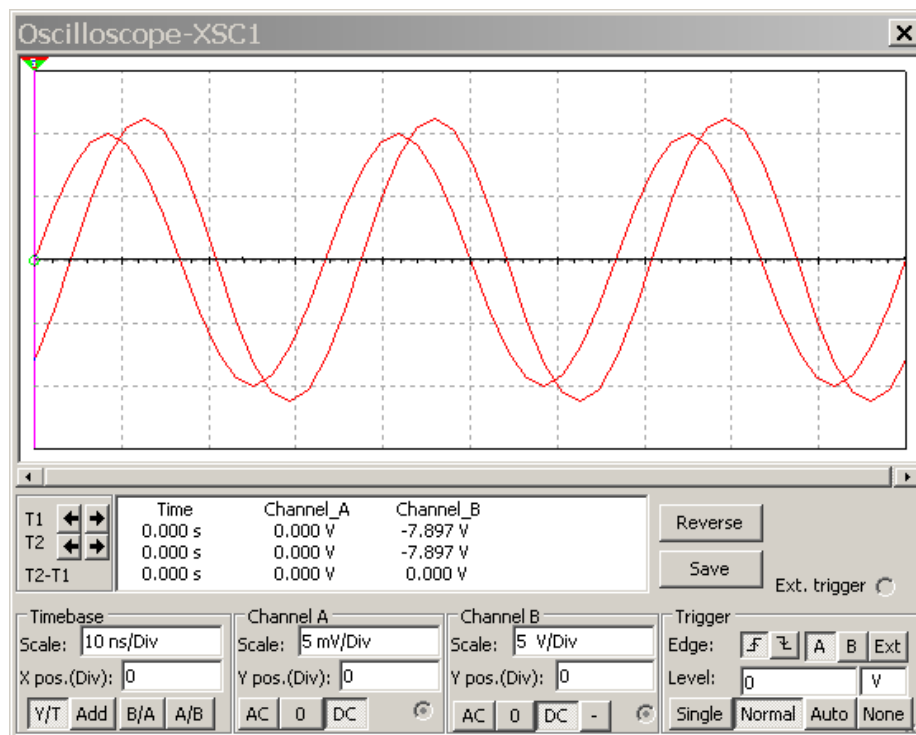 Oscilloscope-XSC1
Time Channel_A Channel_B
T1 0.000 s 0.000 V -7.897 V
T2 0.000 s 0.000 V -7.897 V
T2-T1 0.000 s 0.000 V 0.000 V
Reverse
Save
Ext. trigger
Timebase
Scale: 10 ns/Div
X pos.(Div): 0
Y/T Add B/A A/B
Channel A
Scale: 5 mV/Div
Y pos.(Div): 0
AC 0 DC
Channel B
Scale: 5 V/Div
Y pos.(Div): 0
AC 0 DC -
Trigger
Edge: A B Ext
Level: 0 V
Single Normal Auto None